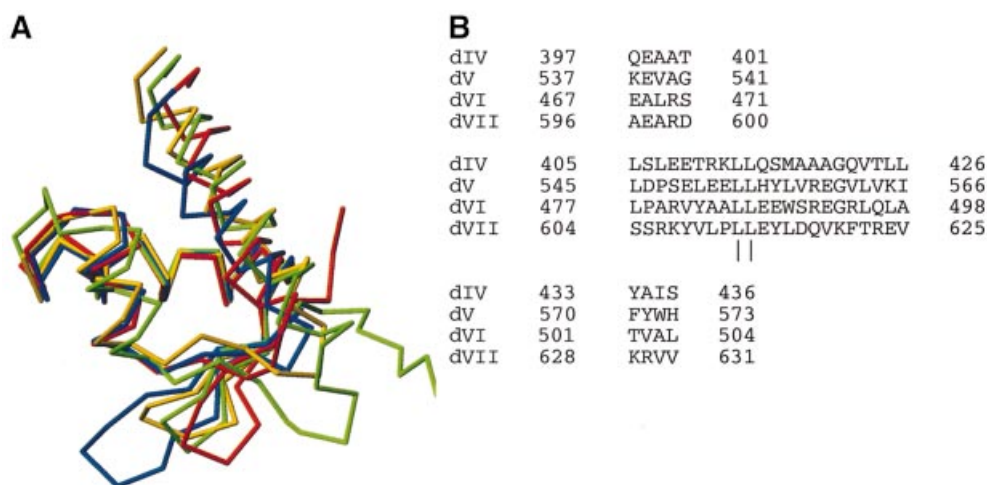 A
B
dIV 397 QEAAT 401
dV 537 KEVAG 541
dVI 467 EALRS 471
dVII 596 AEARD 600
dIV 405 LSLEETRKLLQSMAAAGQVTLL 426
dV 545 LDPSELEELLHYLVREGVLVKI 566
dVI 477 LPARVYAALLEEWSREGRLQLA 498
dVII 604 SSRKYVLPLLEYLDQVKFTREV 625
||
dIV 433 YAIS 436
dV 570 FYWH 573
dVI 501 TVAL 504
dVII 628 KRVV 631